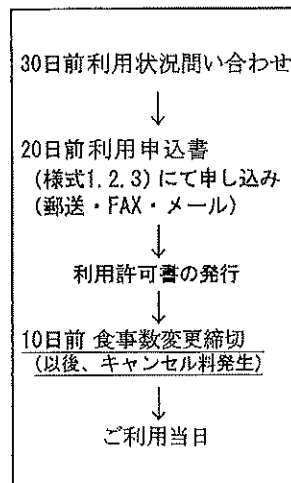 30日前利用状況問い合わせ
↓
20日前利用申込書
(様式1.2.3)にて申し込み
(郵送・FAX・メール)
↓
利用許可書の発行
↓
10日前 食事数変更締切
(以後、キャンセル料発生)
↓
ご利用当日